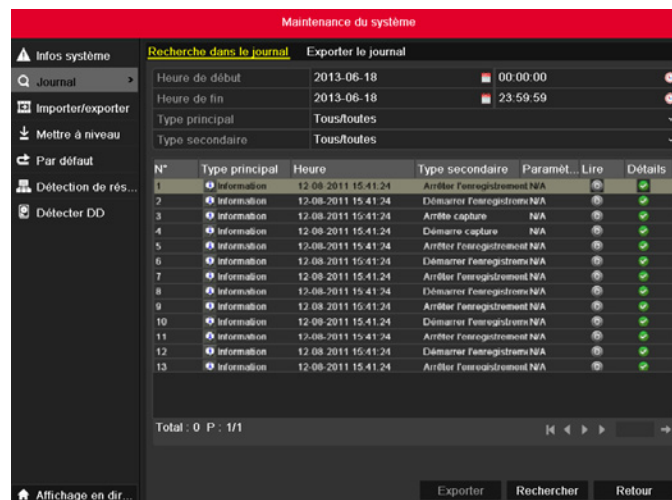 Maintenance du système
Infos système
Journal
Importer/exporter
Mettre à niveau
Par défaut
Détection de rés...
Détecter DD
Affichage en dir...
Recherche dans le journal Exporter le journal
Heure de début 2013-06-18 00:00:00
Heure de fin 2013-06-18 23:59:59
Type principal Tous/toutes
Type secondaire Tous/toutes
N° Type principal Heure Type secondaire Paramèt... Lire Détails
1 Information 12-08-2011 15:41:24 Arrêter l'enregistrement N/A
2 Information 12-08-2011 15:41:24 Démarrer l'enregistreme N/A
3 Information 12-08-2011 15:41:24 Arrête capture N/A
4 Information 12-08-2011 15:41:24 Démarre capture N/A
5 Information 12-08-2011 15:41:24 Arrêter l'enregistrement N/A
6 Information 12-08-2011 15:41:24 Démarrer l'enregistreme N/A
7 Information 12-08-2011 15:41:24 Arrêter l'enregistrement N/A
8 Information 12-08-2011 15:41:24 Démarrer l'enregistreme N/A
9 Information 12-08-2011 15:41:24 Arrêter l'enregistrement N/A
10 Information 12-08-2011 15:41:24 Démarrer l'enregistreme N/A
11 Information 12-08-2011 15:41:24 Arrêter l'enregistrement N/A
12 Information 12-08-2011 15:41:24 Démarrer l'enregistreme N/A
13 Information 12-08-2011 15:41:24 Arrêter l'enregistrement N/A
Total : 0 P : 1/1
Exporter Rechercher Retour